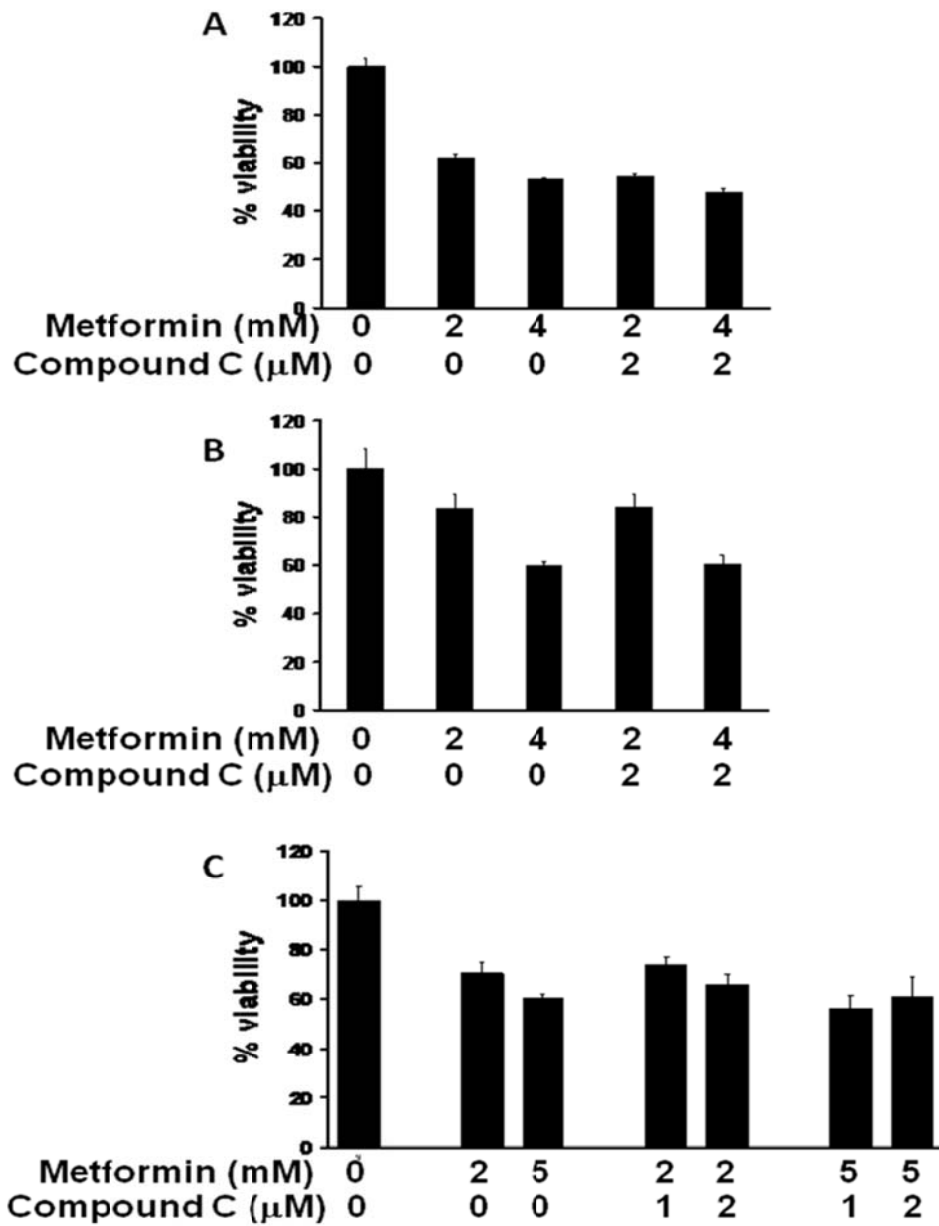 A
120
100
80
60
40
20
0
% viability
Metformin (mM) 0 2 4 2 4
Compound C (μM) 0 0 0 2 2
B
120
100
80
60
40
20
0
% viability
Metformin (mM) 0 2 4 2 4
Compound C (μM) 0 0 0 2 2
C
120
100
80
60
40
20
0
% viability
Metformin (mM) 0 2 5 2 2 5 5
Compound C (μM) 0 0 0 1 2 1 2